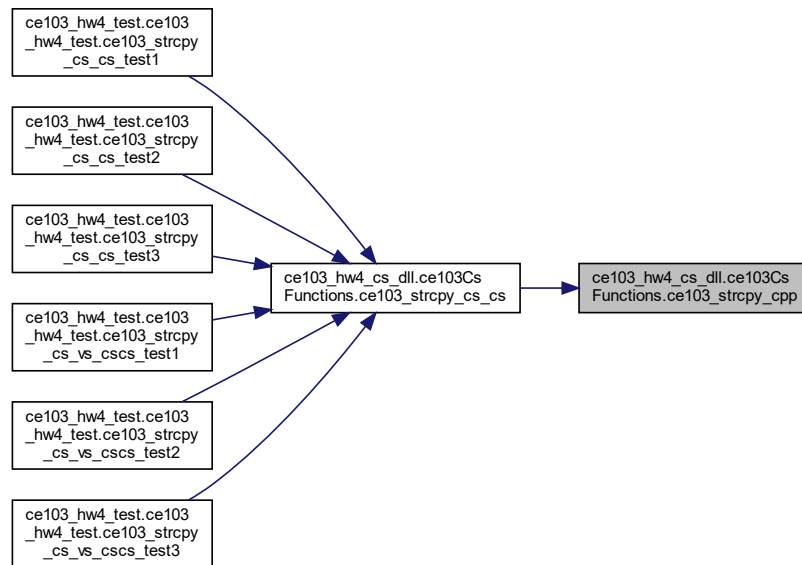 ce103_hw4_test.ce103
_hw4_test.ce103_strcpy
_cs_cs_test1
ce103_hw4_test.ce103
_hw4_test.ce103_strcpy
_cs_cs_test2
ce103_hw4_test.ce103
_hw4_test.ce103_strcpy
_cs_cs_test3
ce103_hw4_test.ce103
_hw4_test.ce103_strcpy
_cs_vs_cscs_test1
ce103_hw4_test.ce103
_hw4_test.ce103_strcpy
_cs_vs_cscs_test2
ce103_hw4_test.ce103
_hw4_test.ce103_strcpy
_cs_vs_cscs_test3
ce103_hw4_cs_dll.ce103Cs
Functions.ce103_strcpy_cs_cs
ce103_hw4_cs_dll.ce103Cs
Functions.ce103_strcpy_cpp